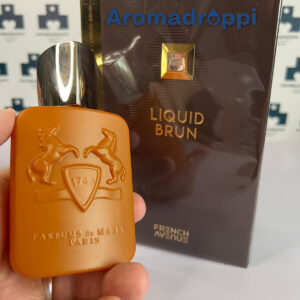 Aromadroppi
LIQUID
BRUN
FRENCH
AVENUE
1743
PARFUMS de MARLY
PARIS